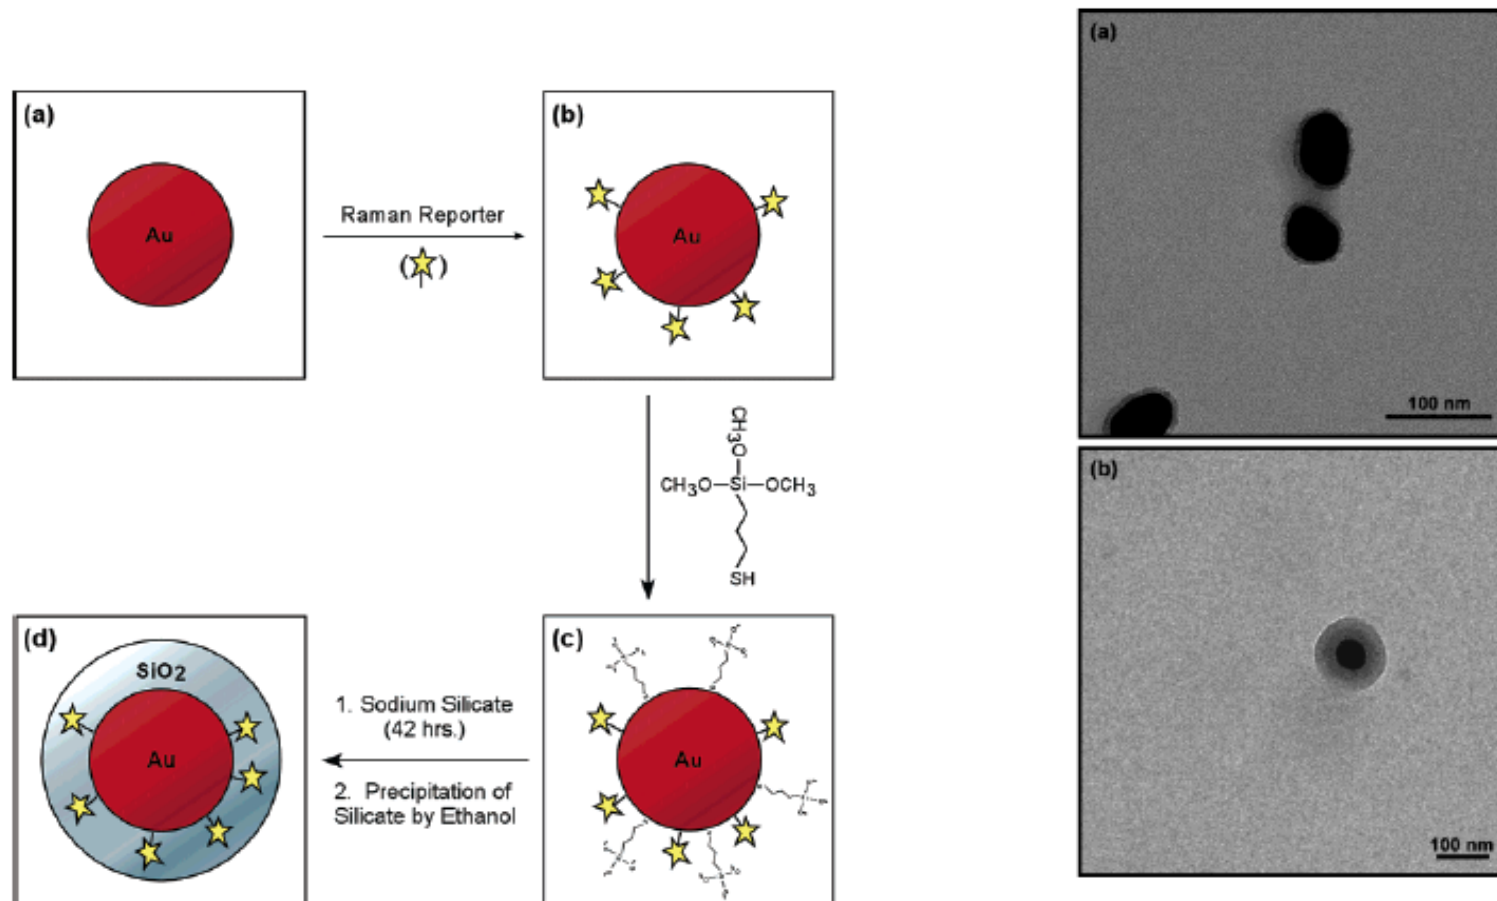 (a)
Au
Raman Reporter
(b)
Au
CH3O
CH3O—Si—OCH3
SH
(c)
Au
1. Sodium Silicate
(42 hrs.)
2. Precipitation of
Silicate by Ethanol
(d)
SiO2
Au
(a)
100 nm
(b)
100 nm